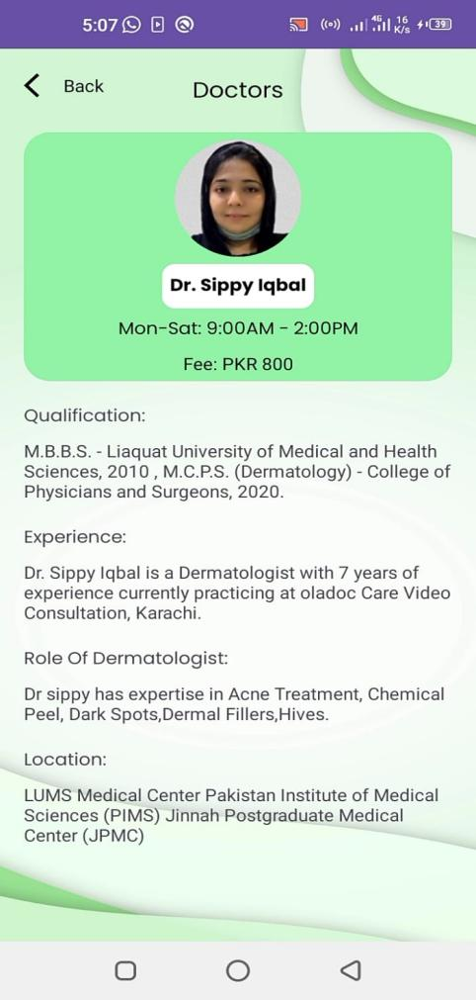 5:07
4G
16
K/s
39
Back
Doctors
Dr. Sippy Iqbal
Mon-Sat: 9:00AM - 2:00PM
Fee: PKR 800
Qualification:
M.B.B.S. - Liaquat University of Medical and Health
Sciences, 2010 , M.C.P.S. (Dermatology) - College of
Physicians and Surgeons, 2020.
Experience:
Dr. Sippy Iqbal is a Dermatologist with 7 years of
experience currently practicing at oladoc Care Video
Consultation, Karachi.
Role Of Dermatologist:
Dr sippy has expertise in Acne Treatment, Chemical
Peel, Dark Spots,Dermal Fillers,Hives.
Location:
LUMS Medical Center Pakistan Institute of Medical
Sciences (PIMS) Jinnah Postgraduate Medical
Center (JPMC)